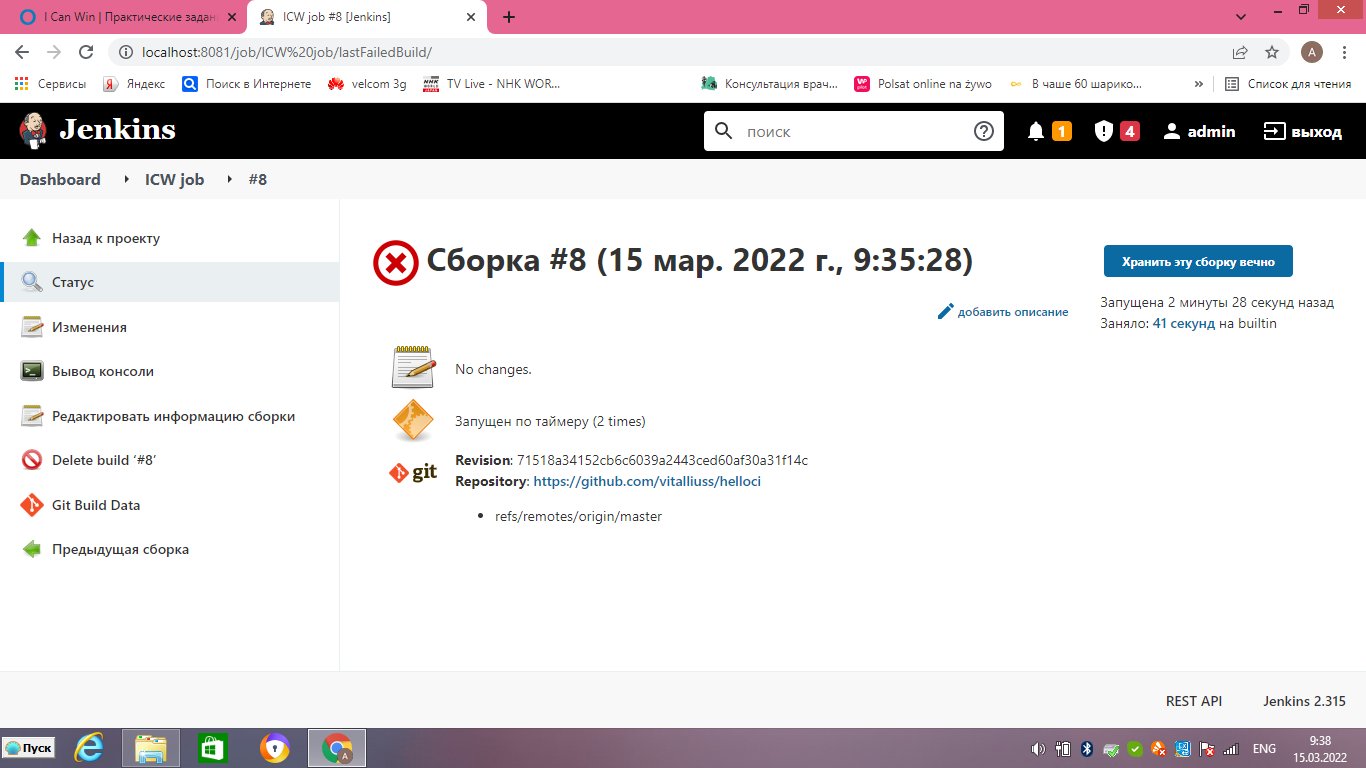 I Can Win | Практические задан
ICW job #8 [Jenkins]
localhost:8081/job/ICW%20job/lastFailedBuild/
A
Сервисы
Яндекс
Поиск в Интернете
velcom 3g
TV Live - NHK WOR...
Консультация врач...
Polsat online na żywo
В чаше 60 шарико...
»
Список для чтения
Jenkins
поиск
1
4
admin
выход
Dashboard
ICW job
#8
Назад к проекту
Статус
Изменения
Вывод консоли
Редактировать информацию сборки
Delete build ‘#8’
Git Build Data
Предыдущая сборка
Сборка #8 (15 мар. 2022 г., 9:35:28)
Хранить эту сборку вечно
добавить описание
Запущена 2 минуты 28 секунд назад
Заняло: 41 секунд на builtin
No changes.
Запущен по таймеру (2 times)
git
Revision: 71518a34152cb6c6039a2443ced60af30a31f14c
Repository: https://github.com/vitalliuss/helloci
refs/remotes/origin/master
REST API
Jenkins 2.315
Пуск
ENG
9:38
15.03.2022